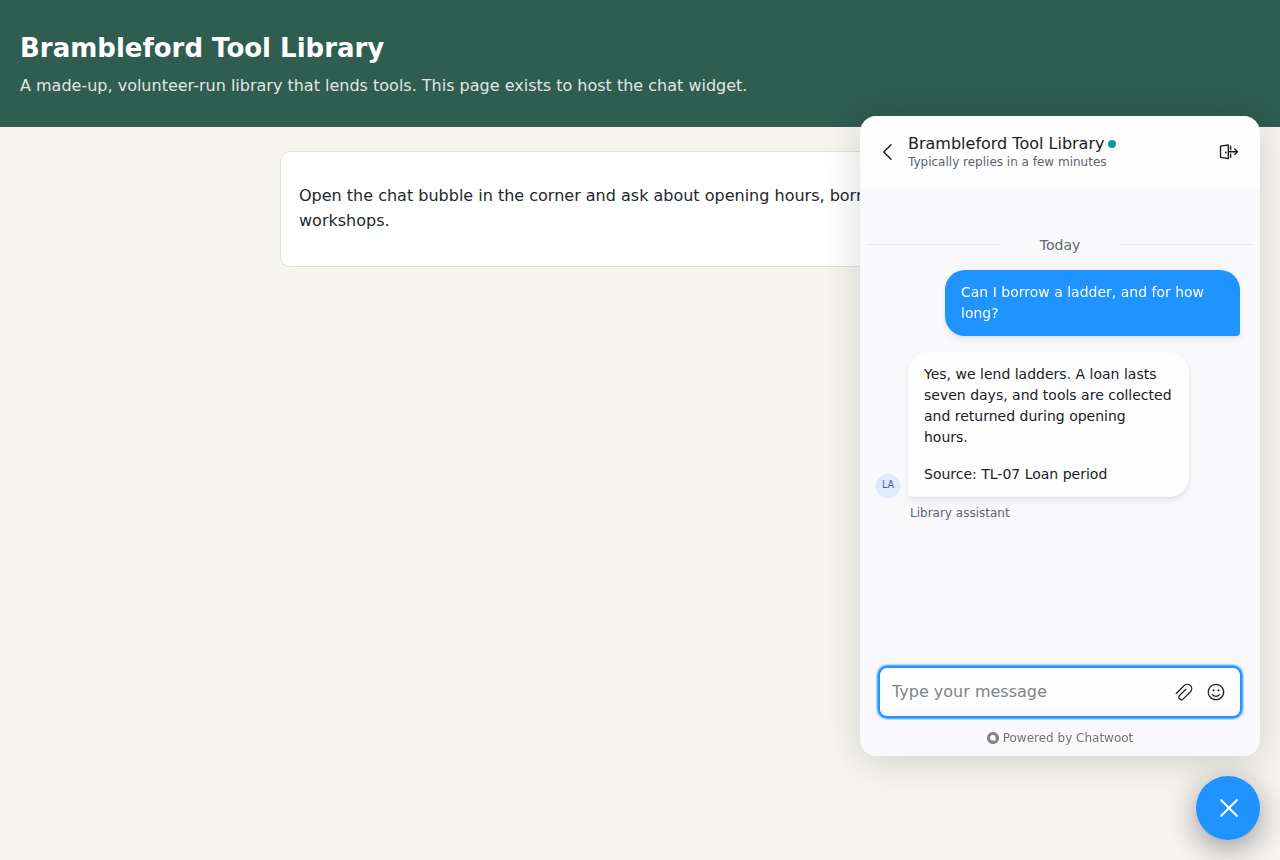 Brambleford Tool Library
A made-up, volunteer-run library that lends tools. This page exists to host the chat widget.
Open the chat bubble in the corner and ask about opening hours,
workshops.
Brambleford Tool Library
Typically replies in a few minutes
Today
Can I borrow a ladder, and for how
long?
Yes, we lend ladders. A loan lasts
seven days, and tools are collected
and returned during opening
hours.
Source: TL-07 Loan period
LA
Library assistant
Type your message
Powered by Chatwoot